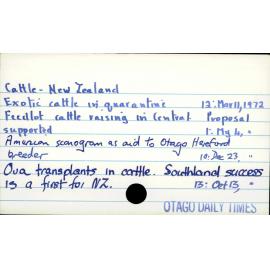 Cattle - New Zealand
Exotic cattle in quarantine 12: Mar 11, 1972
Feedlot cattle raising in Central Proposal
supported 1: My 4, "
American sconogram as aid to Otago Hereford
breeder 10: Dec 23, "
Ova transplants in cattle. Southland success
is a first for NZ. 13: Oct 13, "
OTAGO DAILY TIMES